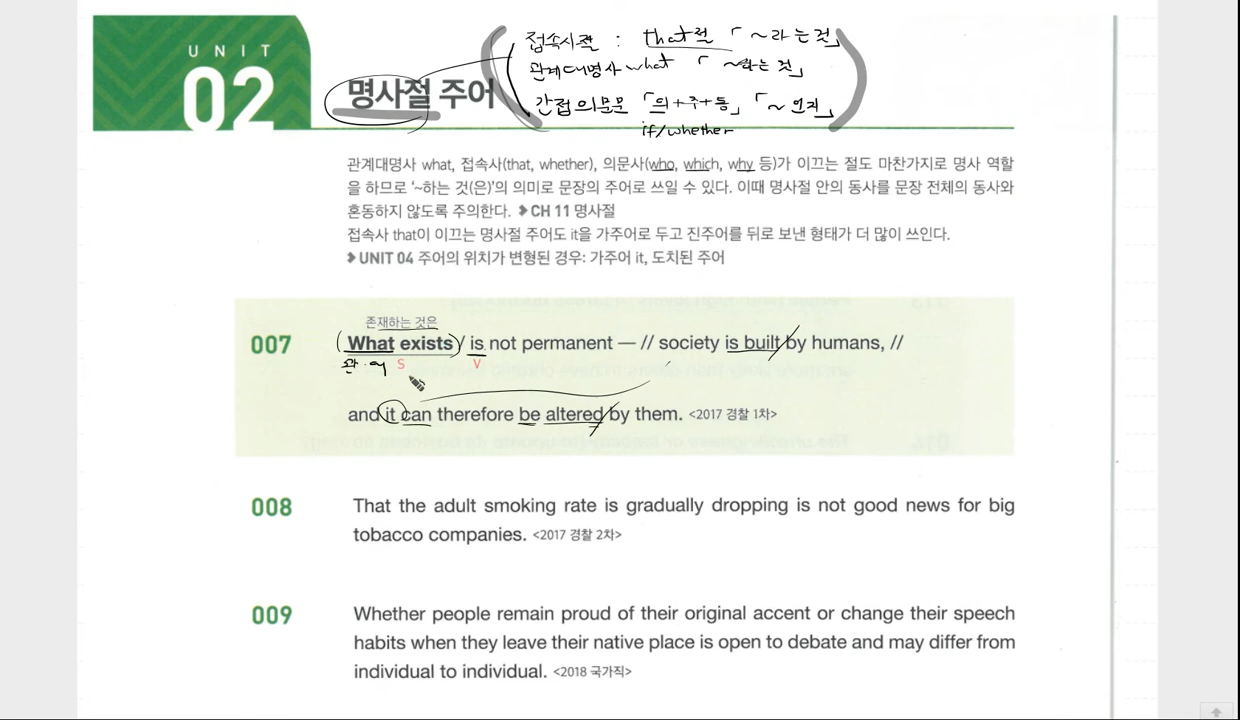 UNIT
02
명사절 주어
접속사절 : that절 「~라는 것」
관계대명사 what 「~라는 것」
간접의문문 「의+주+동」 「~인지」
if/whether
관계대명사 what, 접속사(that, whether), 의문사(who, which, why 등)가 이끄는 절도 마찬가지로 명사 역할
을 하므로 '~하는 것(은)'의 의미로 문장의 주어로 쓰일 수 있다. 이때 명사절 안의 동사를 문장 전체의 동사와
혼동하지 않도록 주의한다. ➤ CH 11 명사절
접속사 that이 이끄는 명사절 주어도 it을 가주어로 두고 진주어를 뒤로 보낸 형태가 더 많이 쓰인다.
➤ UNIT 04 주어의 위치가 변형된 경우: 가주어 it, 도치된 주어
존재하는 것은
007 (What exists) / is not permanent — // society is built by humans, //
S V
and it can therefore be altered by them. <2017 경찰 1차>
008 That the adult smoking rate is gradually dropping is not good news for big
tobacco companies. <2017 경찰 2차>
009 Whether people remain proud of their original accent or change their speech
habits when they leave their native place is open to debate and may differ from
individual to individual. <2018 국가직>